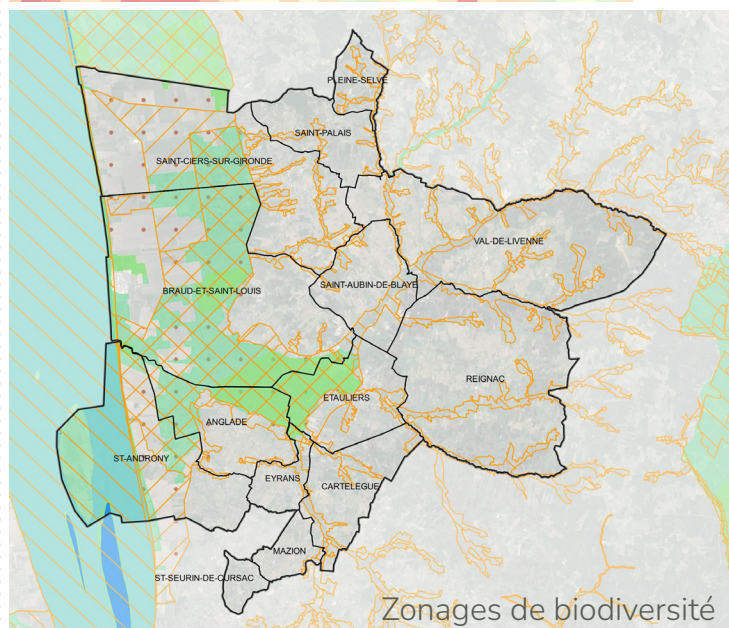 PLEINE-SELVE
SAINT-PALAIS
SAINT-CIERS-SUR-GIRONDE
VAL-DE-LIVENNE
SAINT-AUBIN-DE-BLAYE
BRAUD-ET-SAINT-LOUIS
REIGNAC
ETAULIERS
ANGLADE
ST-ANDRONY
EYRANS
CARTELEGUE
MAZION
ST-SEURIN-DE-CURSAC
Zonages de biodiversité